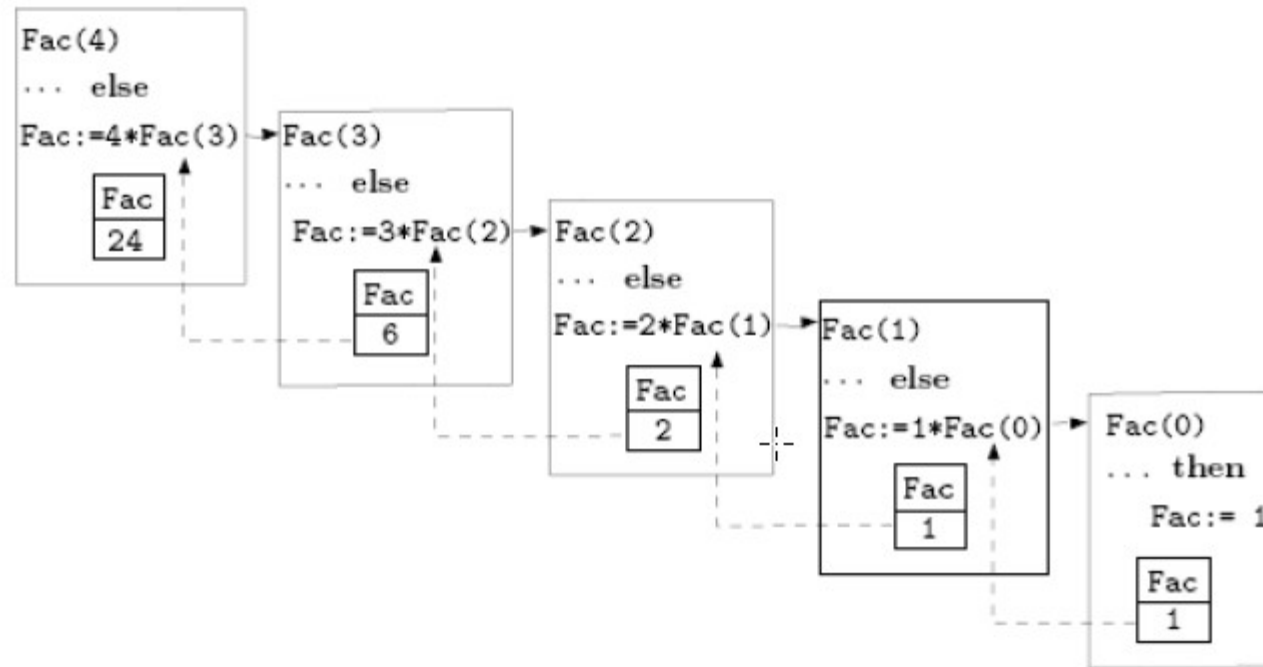 Fac(4)
... else
Fac:=4*Fac(3)
Fac
24
Fac(3)
... else
Fac:=3*Fac(2)
Fac
6
Fac(2)
... else
Fac:=2*Fac(1)
Fac
2
Fac(1)
... else
Fac:=1*Fac(0)
Fac
1
Fac(0)
... then
Fac:= 1
Fac
1